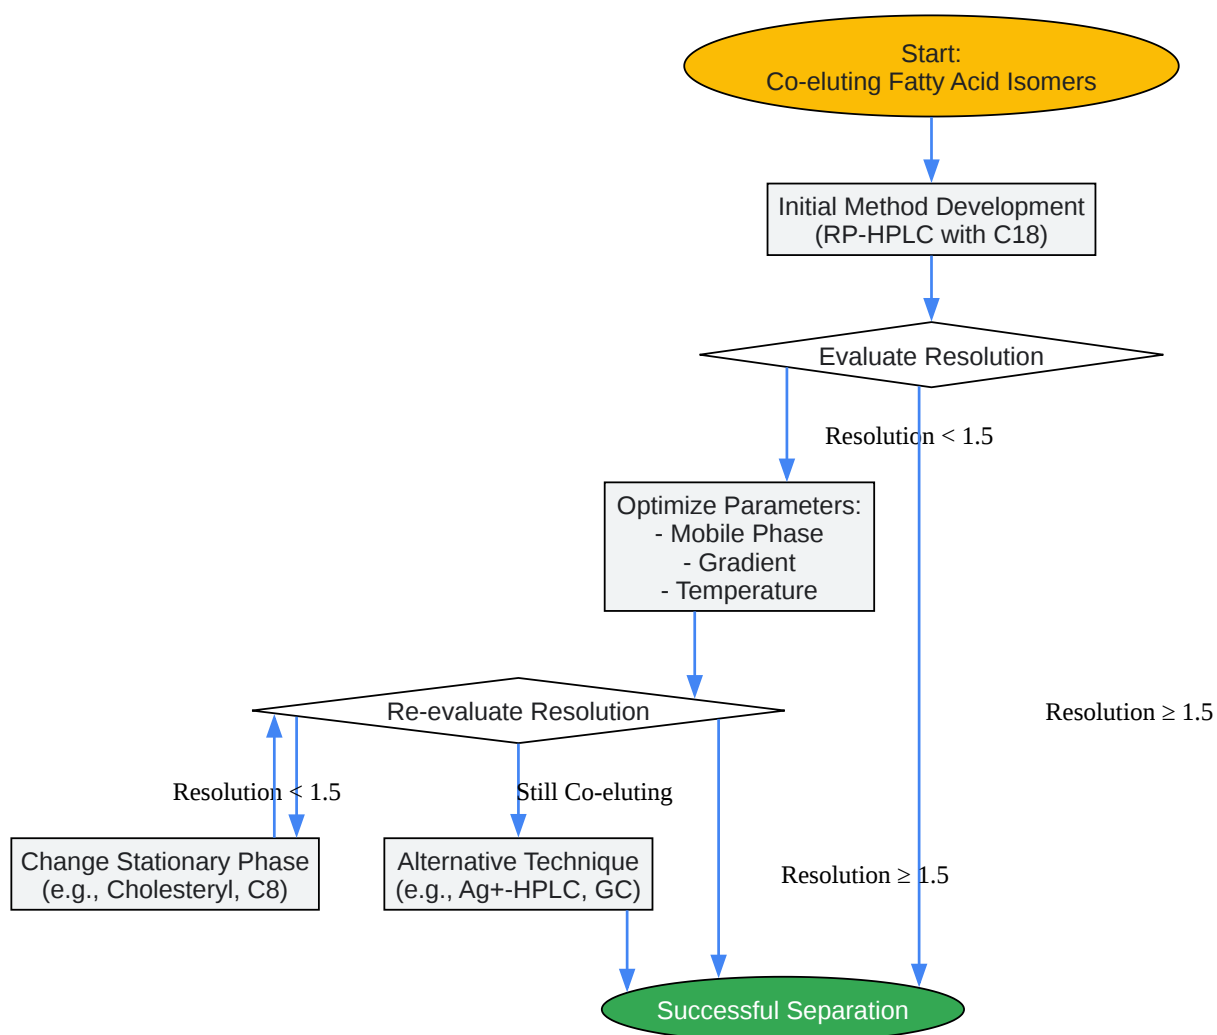 Start:
Co-eluting Fatty Acid Isomers
Initial Method Development
(RP-HPLC with C18)
Evaluate Resolution
Resolution < 1.5
Optimize Parameters:
- Mobile Phase
- Gradient
- Temperature
Re-evaluate Resolution
Resolution ≥ 1.5
Resolution < 1.5
Still Co-eluting
Change Stationary Phase
(e.g., Cholesteryl, C8)
Alternative Technique
(e.g., Ag+-HPLC, GC)
Resolution ≥ 1.5
Successful Separation